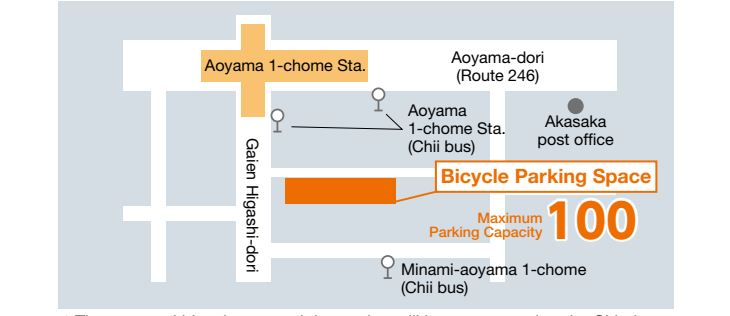 Aoyama 1-chome Sta.
Aoyama-dori
(Route 246)
Aoyama
1-chome Sta.
(Chii bus)
Akasaka
post office
Gaien Higashi-dori
Bicycle Parking Space
Maximum
Parking Capacity
100
Minami-aoyama 1-chome
(Chii bus)